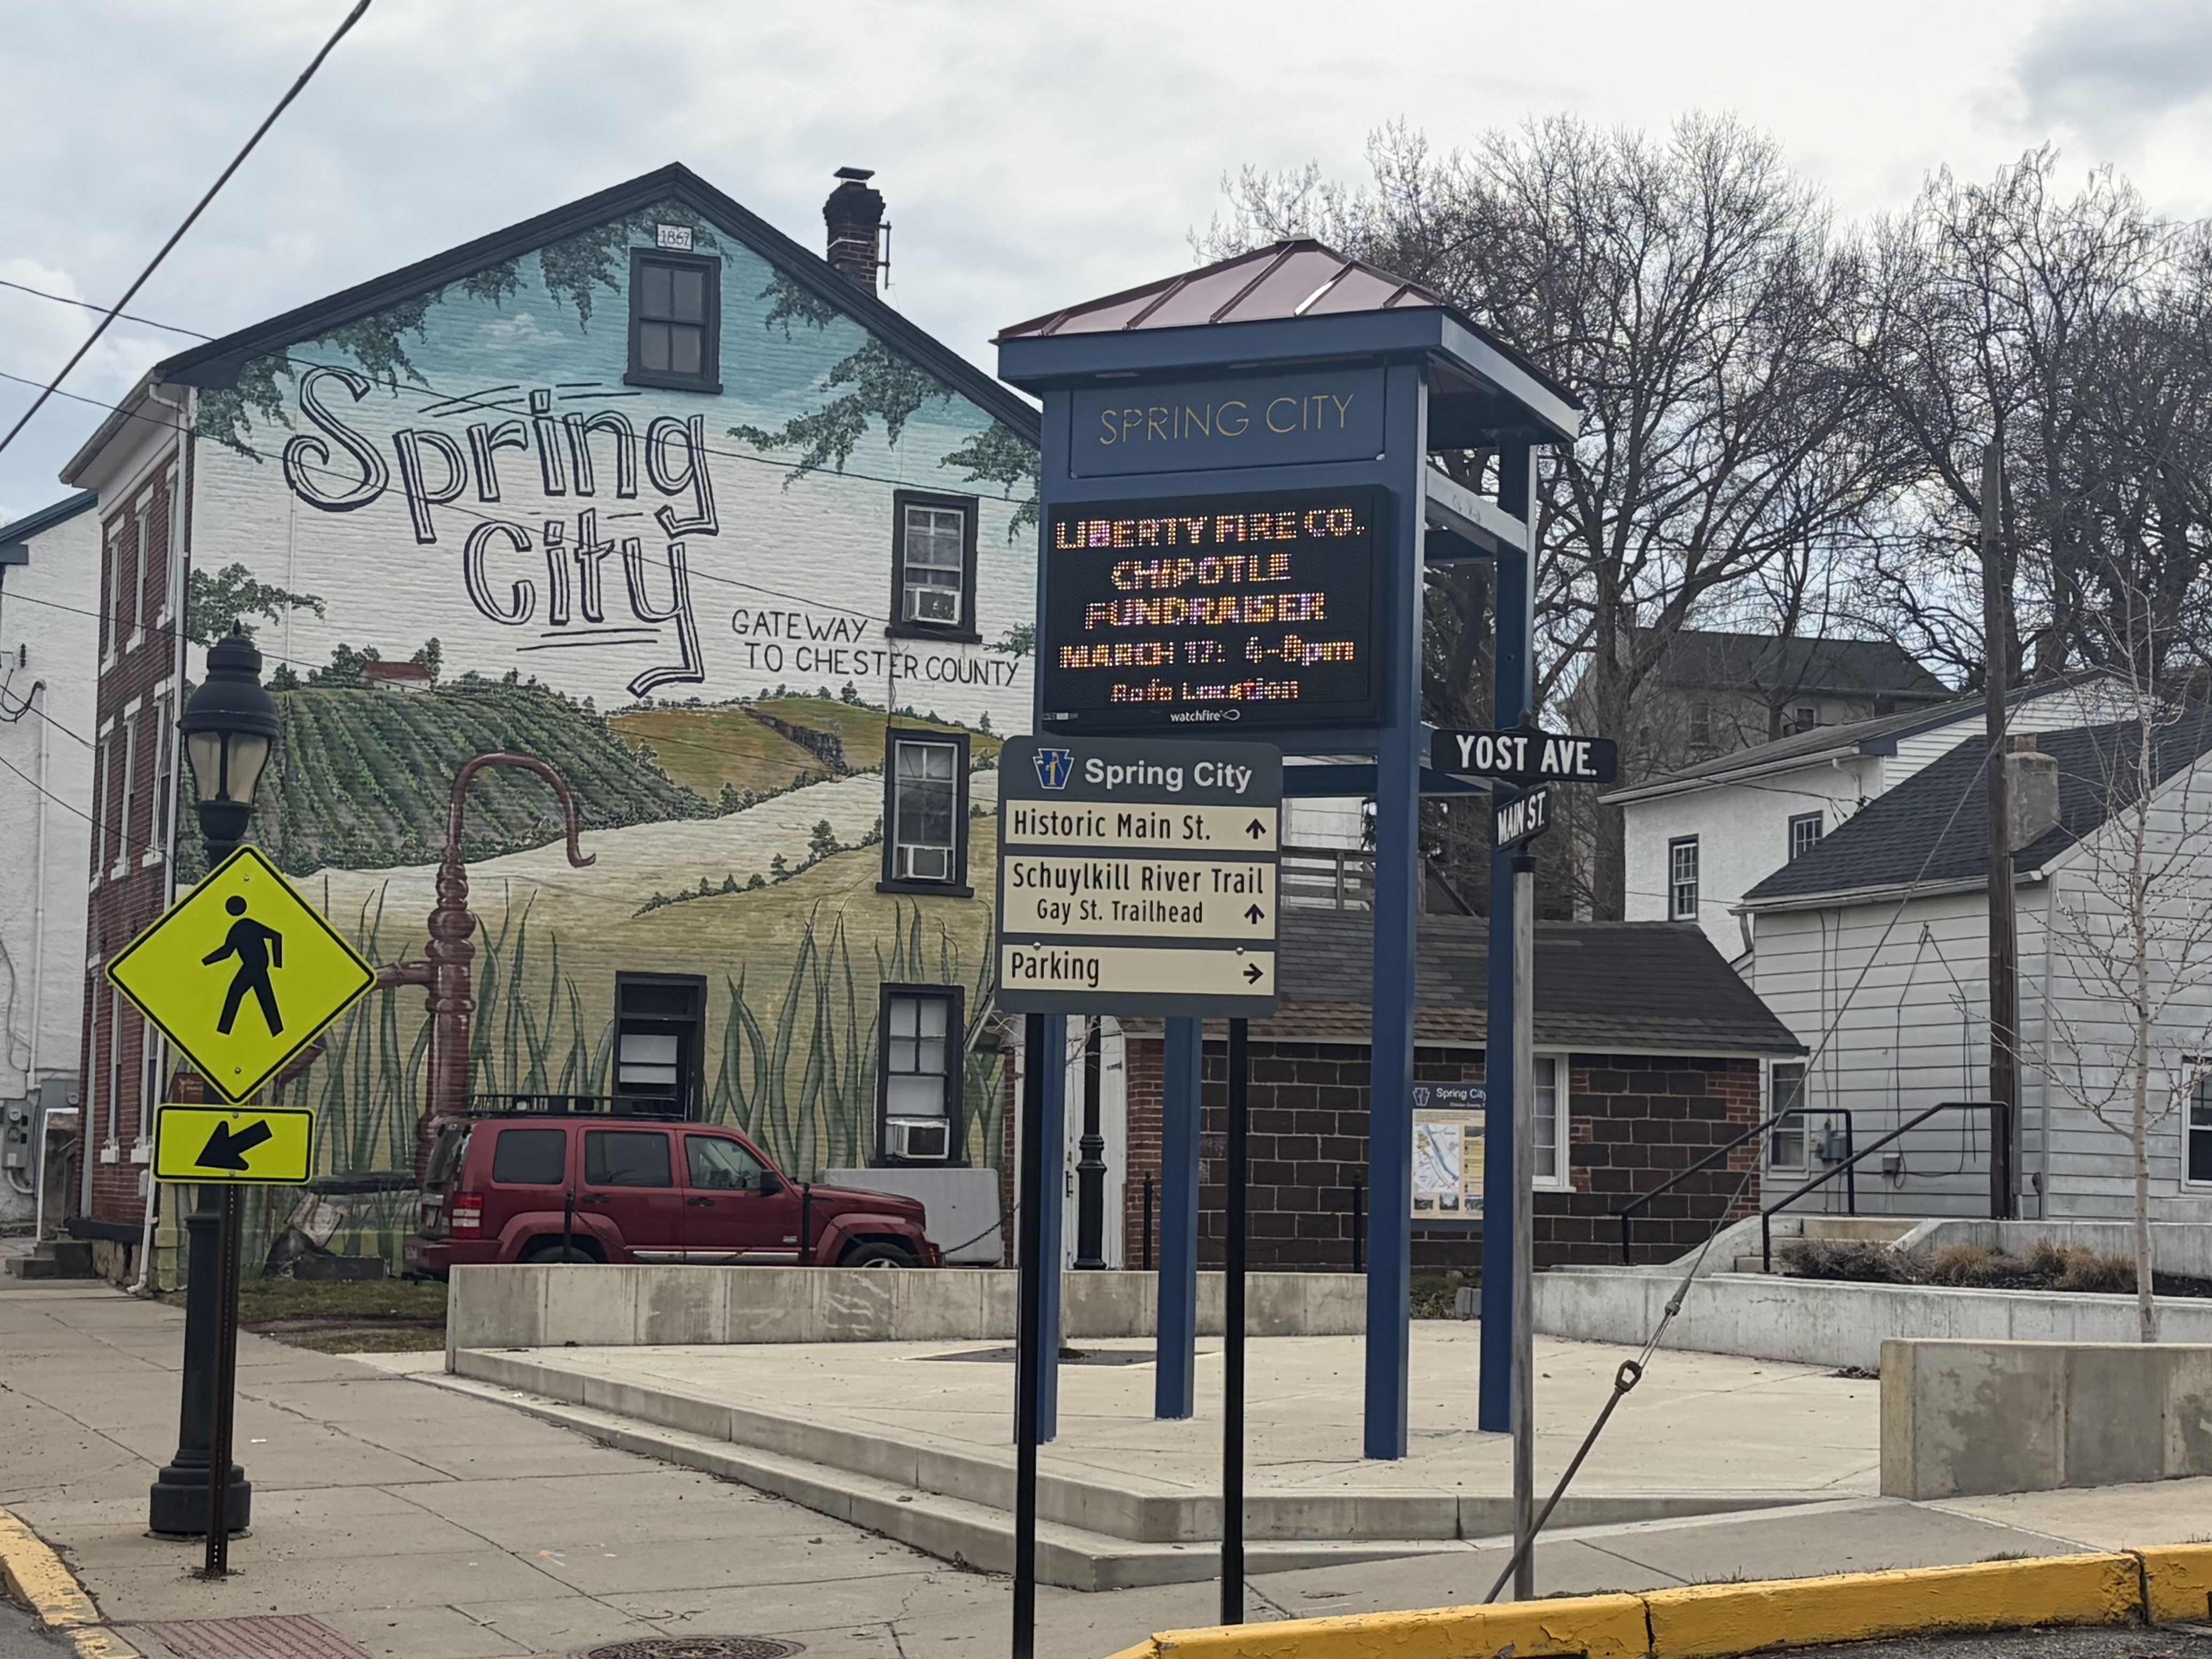 1867
Spring
City
GATEWAY
TO CHESTER COUNTY
SPRING CITY
LIBERTY FIRE CO.
CHIPOTLE
FUNDRAISER
MARCH 17: 4-8pm
Location
watchfire
Spring City
Historic Main St.
Schuylkill River Trail
Gay St. Trailhead
Parking
YOST AVE.
MAIN ST.
Spring City